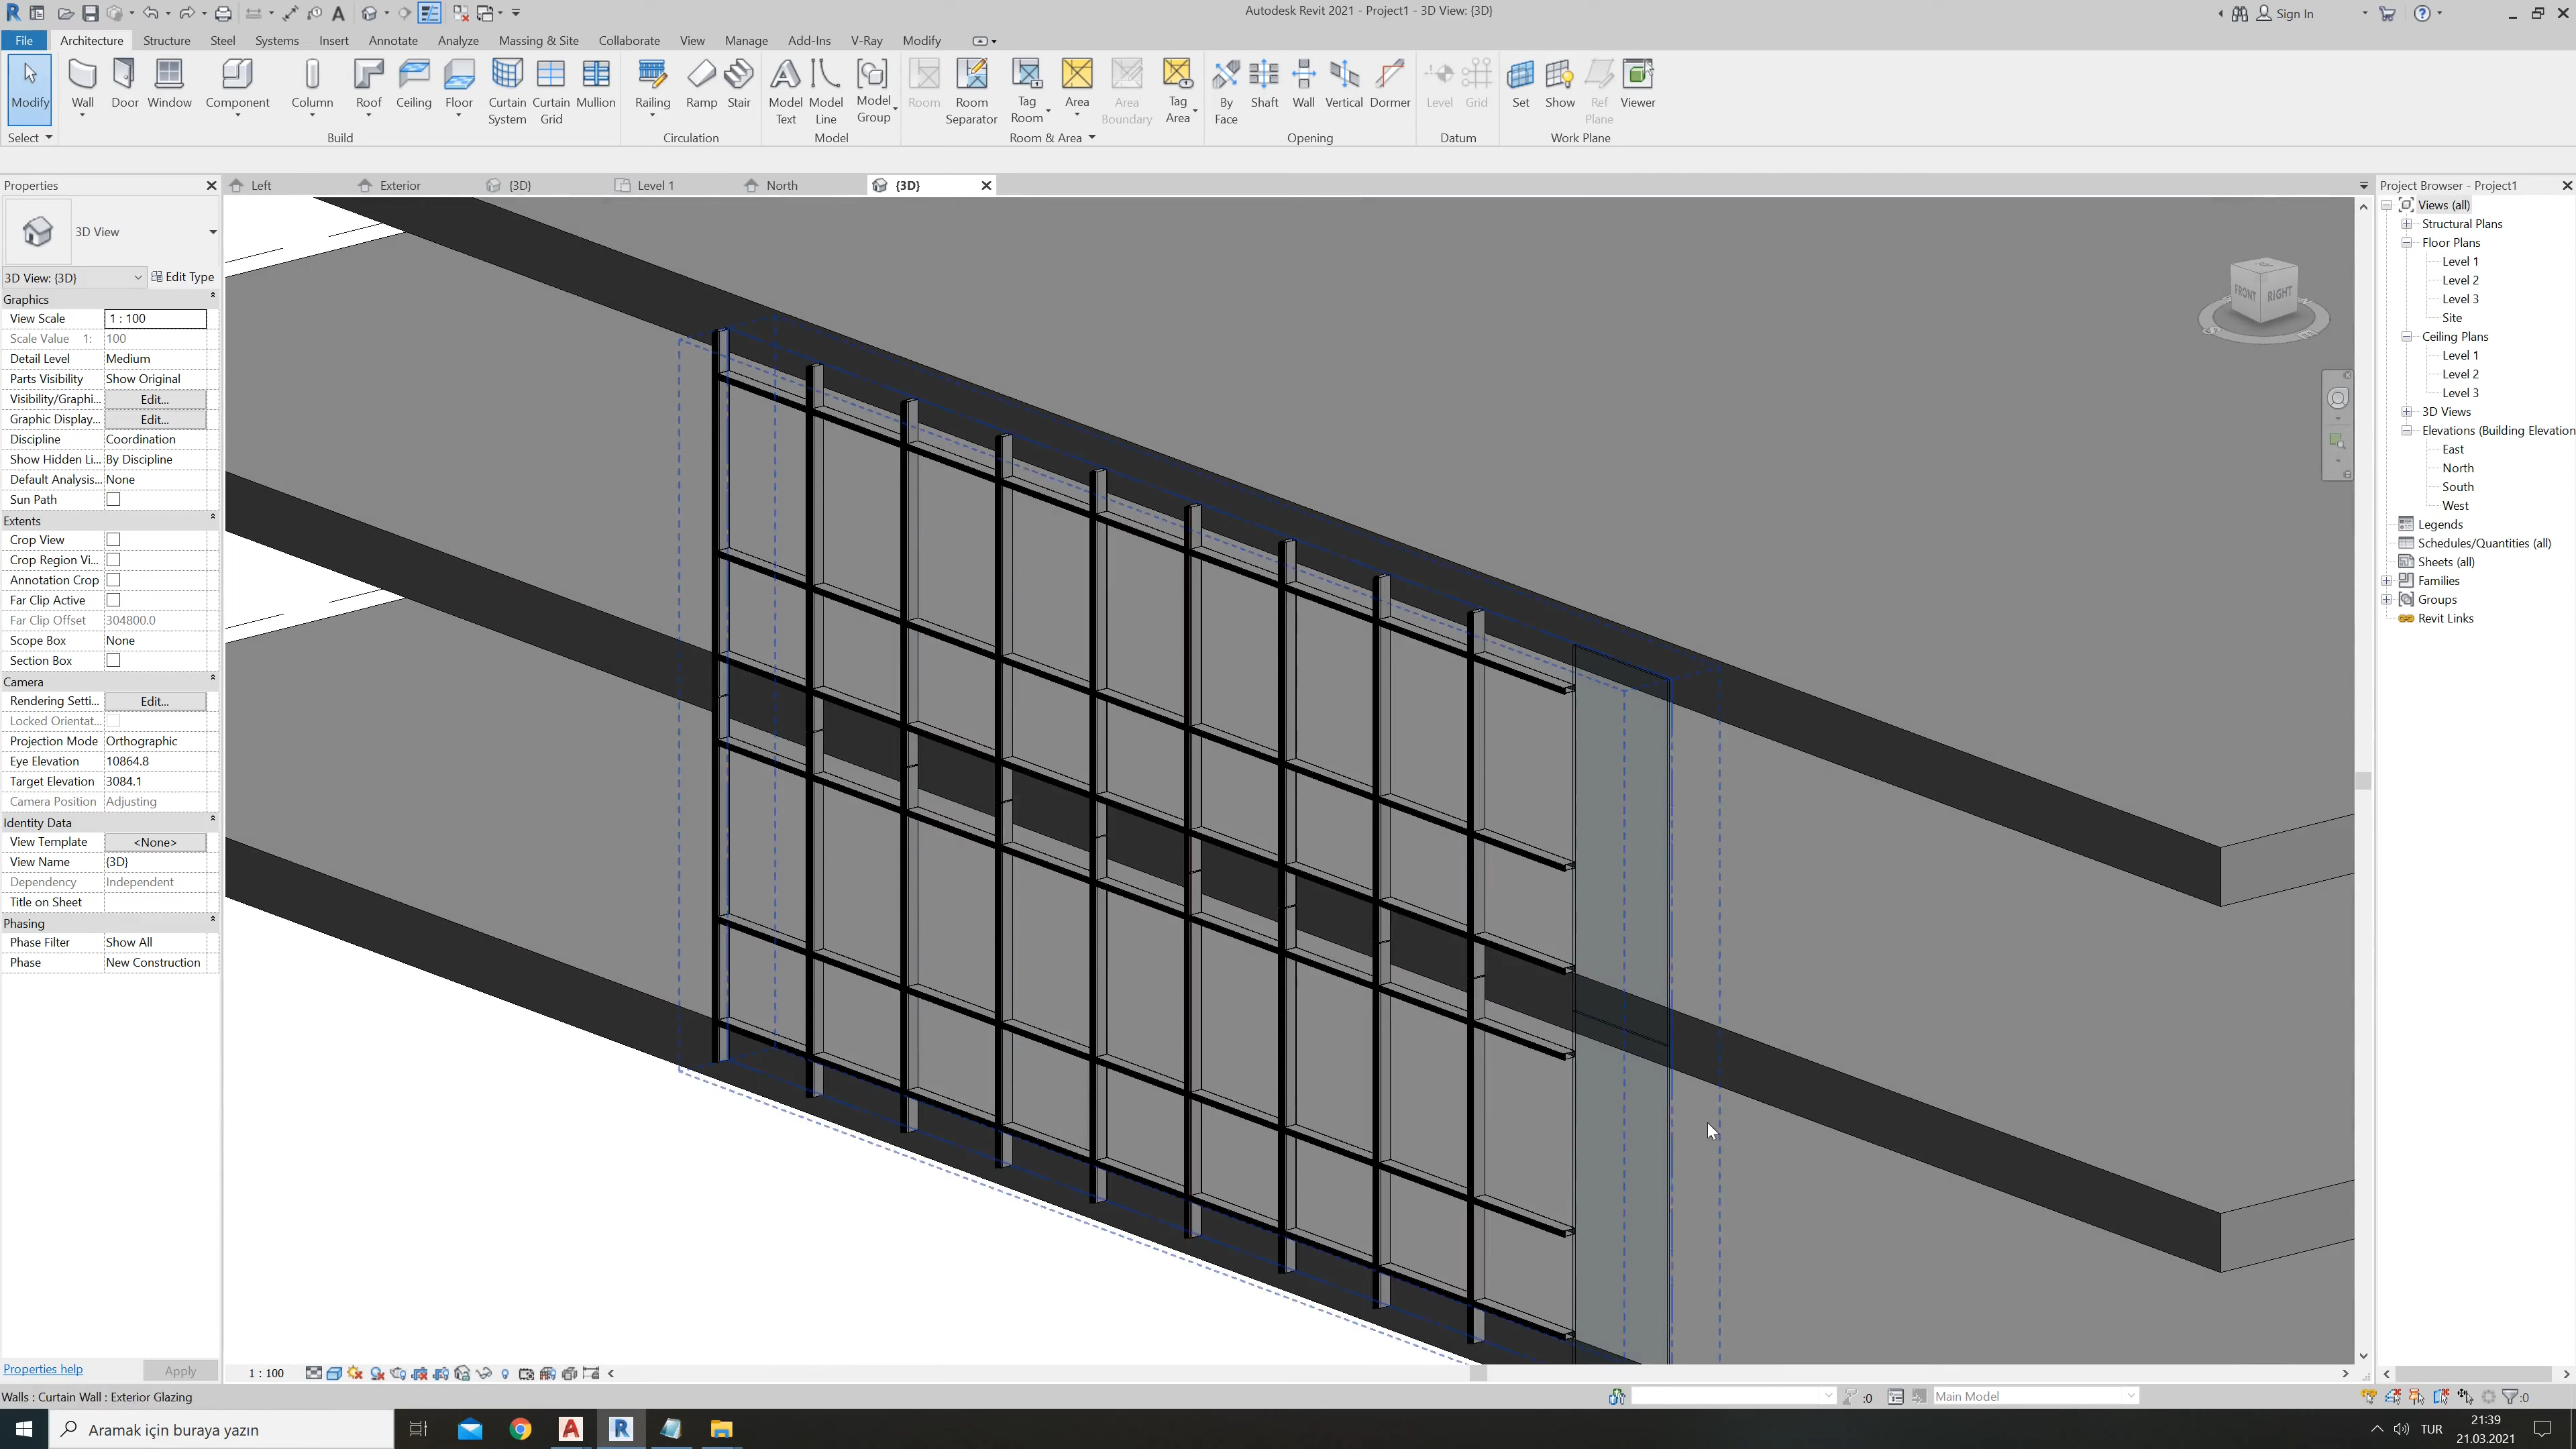 Autodesk Revit 2021 - Project1 - 3D View: {3D}
Sign In
File Architecture Structure Steel Systems Insert Annotate Analyze Massing & Site Collaborate View Manage Add-Ins V-Ray Modify
Modify Wall Door Window Component Column Roof Ceiling Floor Curtain System Curtain Grid Mullion Railing Ramp Stair Model Text Model Line Model Group Room Room Separator Tag Room Area Area Boundary Tag Area By Face Shaft Wall Vertical Dormer Level Grid Set Show Ref Plane Viewer
Select Build Circulation Model Room & Area Opening Datum Work Plane
Properties
Left Exterior {3D} Level 1 North {3D}
3D View
3D View: {3D} Edit Type
Graphics
View Scale 1 : 100
Scale Value 1: 100
Detail Level Medium
Parts Visibility Show Original
Visibility/Graphi... Edit...
Graphic Display... Edit...
Discipline Coordination
Show Hidden Li... By Discipline
Default Analysis... None
Sun Path
Extents
Crop View
Crop Region Vi...
Annotation Crop
Far Clip Active
Far Clip Offset 304800.0
Scope Box None
Section Box
Camera
Rendering Setti... Edit...
Locked Orientat...
Projection Mode Orthographic
Eye Elevation 10864.8
Target Elevation 3084.1
Camera Position Adjusting
Identity Data
View Template <None>
View Name {3D}
Dependency Independent
Title on Sheet
Phasing
Phase Filter Show All
Phase New Construction
Properties help Apply
FRONT RIGHT
Project Browser - Project1
Views (all)
Structural Plans
Floor Plans
Level 1
Level 2
Level 3
Site
Ceiling Plans
Level 1
Level 2
Level 3
3D Views
Elevations (Building Elevation
East
North
South
West
Legends
Schedules/Quantities (all)
Sheets (all)
Families
Groups
Revit Links
1 : 100
Walls : Curtain Wall : Exterior Glazing
:0
Main Model
:0
Aramak için buraya yazın
TUR
21:39
21.03.2021